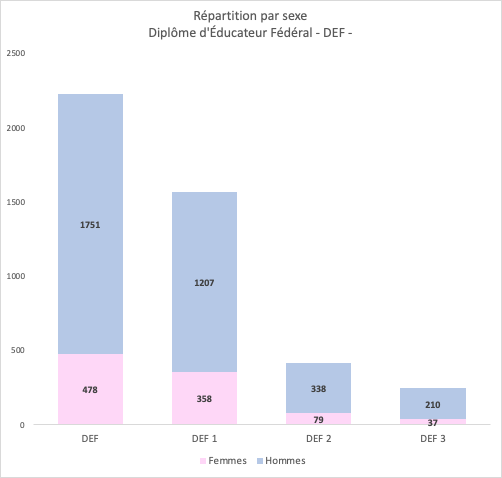 Répartition par sexe
Diplôme d'Éducateur Fédéral - DEF -
2500
2000
1500
1000
500
0
1751
478
1207
358
338
79
210
37
DEF
DEF 1
DEF 2
DEF 3
Femmes
Hommes